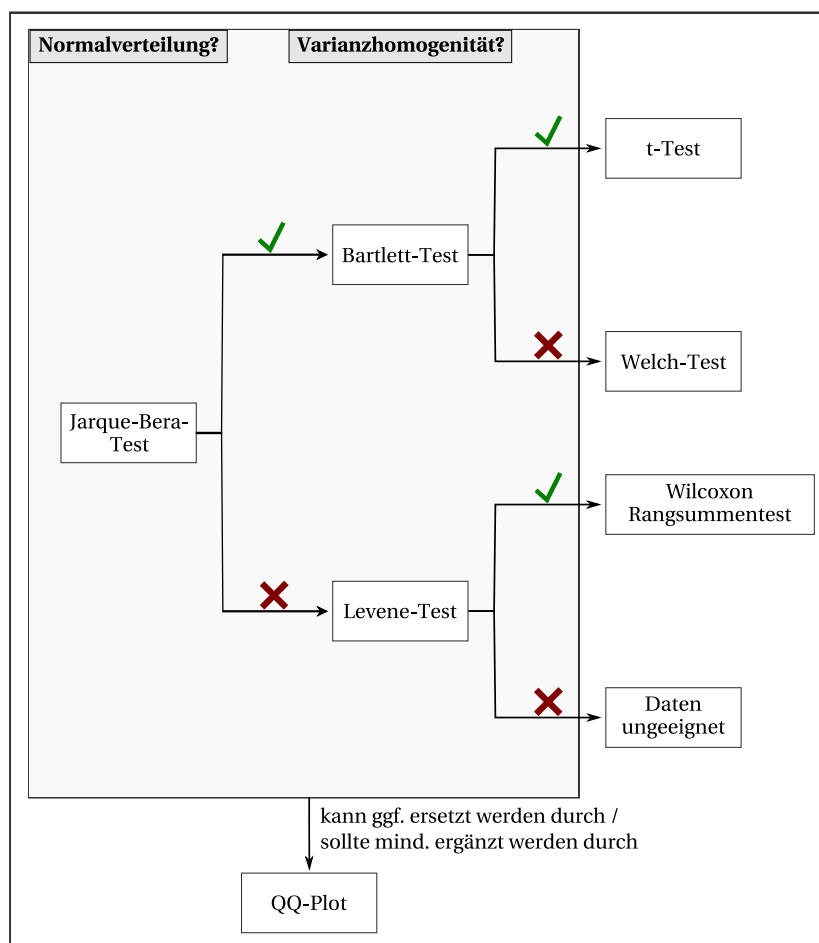 Normalverteilung?
Varianzhomogenität?
t-Test
Bartlett-Test
Welch-Test
Jarque-Bera-
Test
Wilcoxon
Rangsummentest
Levene-Test
Daten
ungeeignet
kann ggf. ersetzt werden durch /
sollte mind. ergänzt werden durch
QQ-Plot